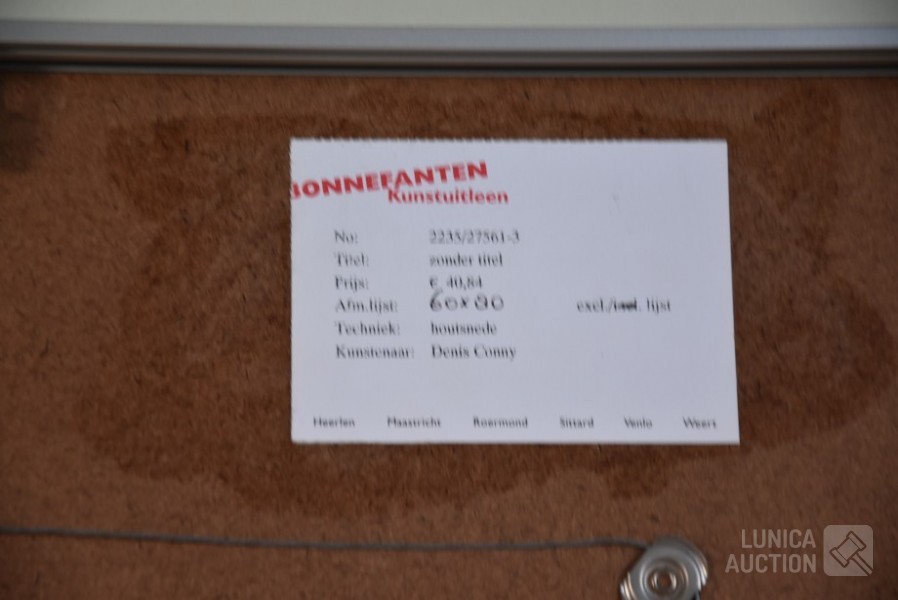 BONNEFANTEN
Kunstuitleen
No: 2235/27561-3
Titel: zonder titel
Prijs: € 40,84
Afm.lijst: 60x80 excl./incl. lijst
Techniek: houtsnede
Kunstenaar: Denis Conny
Heerlen Maastricht Roermond Sittard Venlo Weert
LUNICA
AUCTION